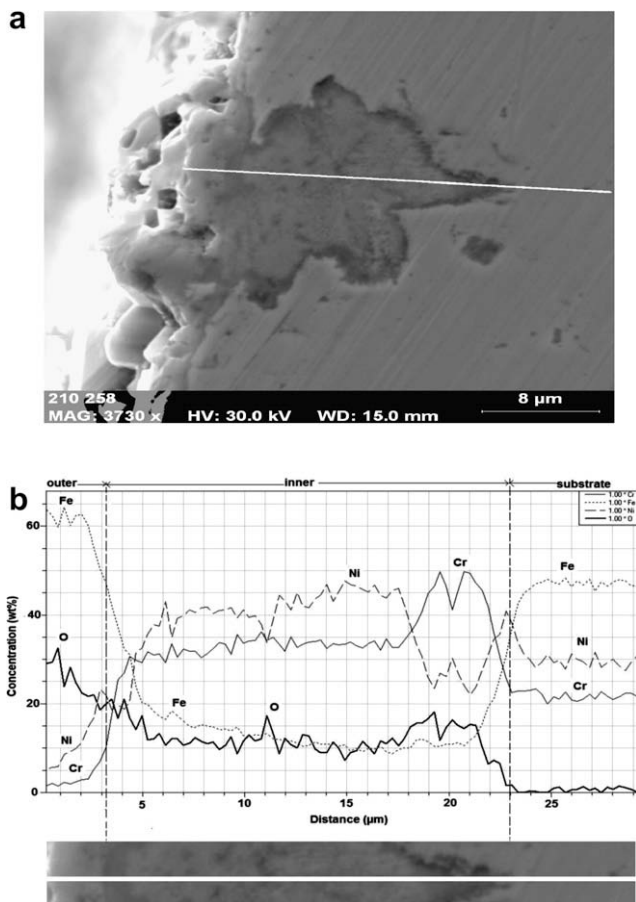 a
210 258
8 µm
MAG: 3730 x HV: 30.0 kV WD: 15.0 mm
b
outer
inner
substrate
Fe
1.00 * Cr
1.00 * Fe
1.00 * Ni
1.00 * O
60
Cr
Fe
Ni
O
40
Ni
Cr
Fe
O
20
Ni
Cr
0
5
10
15
20
25
Concentration (wt%)
Distance (µm)